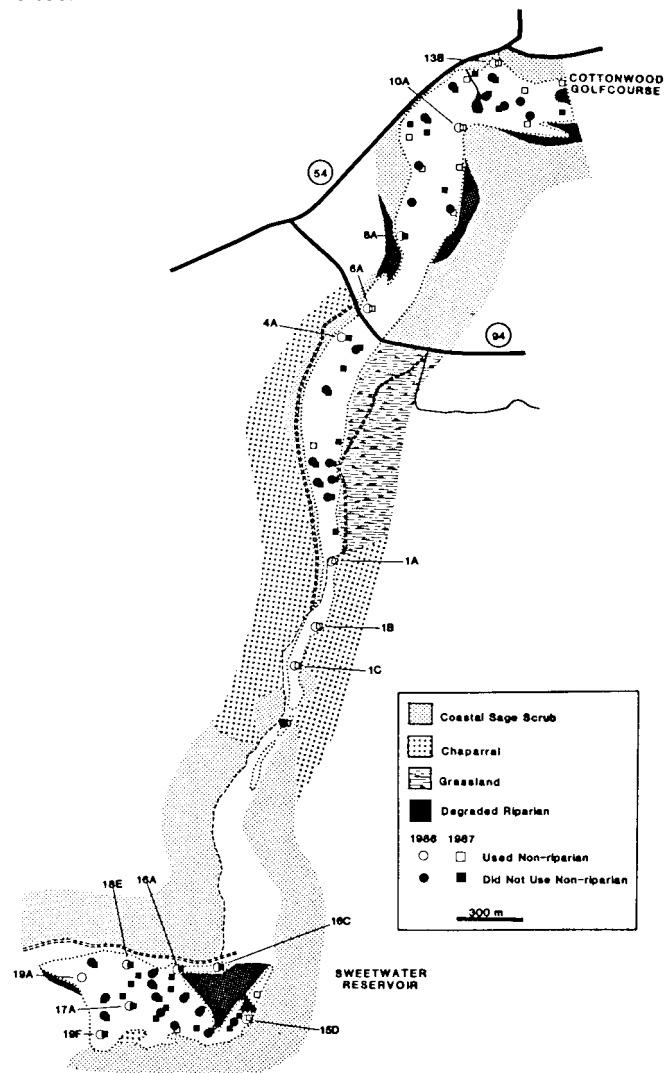 13B
COTTONWOOD
GOLFCOURSE
10A
54
8A
6A
4A
94
1A
1B
1C
Coastal Sage Scrub
Chaparral
Grassland
Degraded Riparian
1986 1987
Used Non-riparian
Did Not Use Non-riparian
300 m
18E
16A
16C
19A
SWEETWATER
RESERVOIR
17A
19F
15D